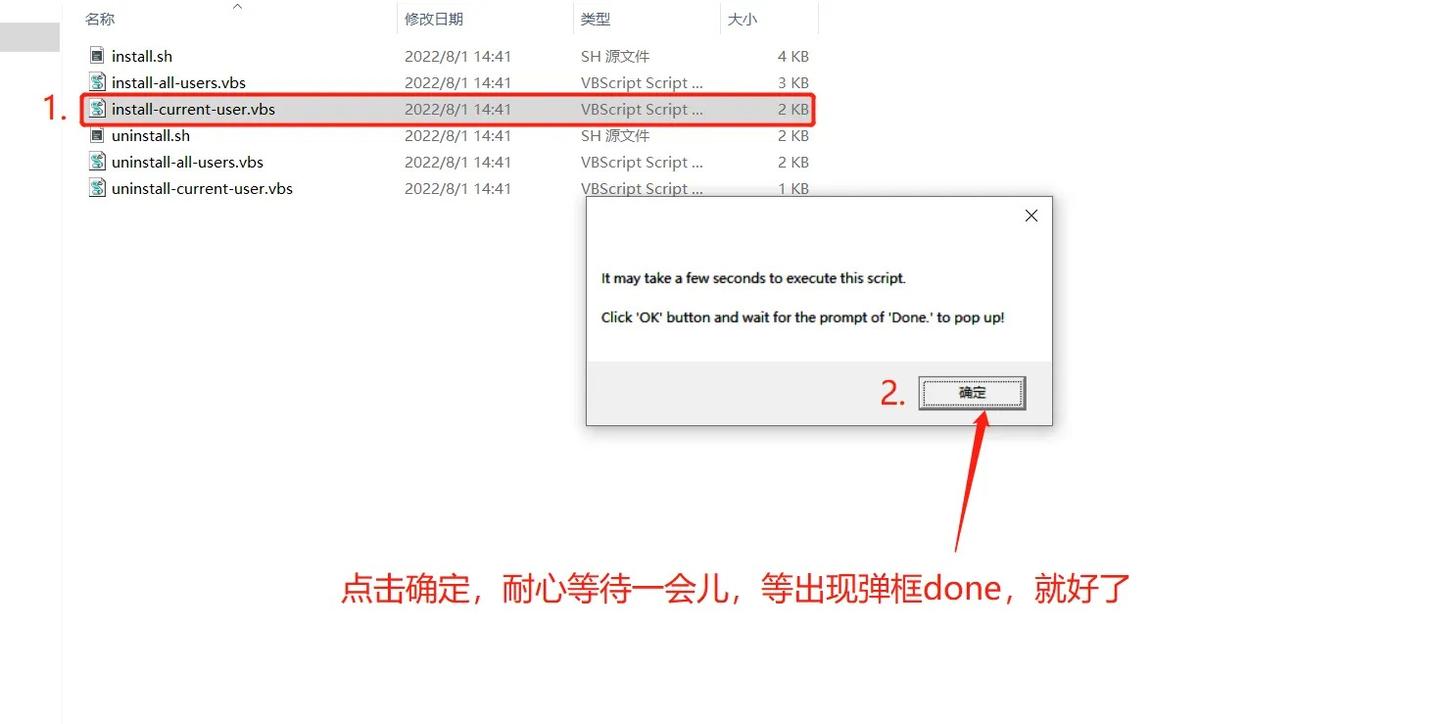 名称 修改日期 类型 大小
install.sh 2022/8/1 14:41 SH 源文件 4 KB
install-all-users.vbs 2022/8/1 14:41 VBScript Script ... 3 KB
1. install-current-user.vbs 2022/8/1 14:41 VBScript Script ... 2 KB
uninstall.sh 2022/8/1 14:41 SH 源文件 2 KB
uninstall-all-users.vbs 2022/8/1 14:41 VBScript Script ... 2 KB
uninstall-current-user.vbs 2022/8/1 14:41 VBScript Script ... 1 KB
It may take a few seconds to execute this script.
Click 'OK' button and wait for the prompt of 'Done.' to pop up!
2. 确定
点击确定，耐心等待一会儿，等出现弹框done，就好了